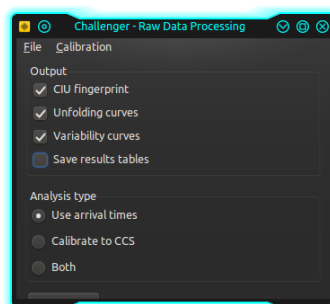 Challenger - Raw Data Processing
File Calibration
Output
CIU fingerprint
Unfolding curves
Variability curves
Save results tables
Analysis type
Use arrival times
Calibrate to CCS
Both